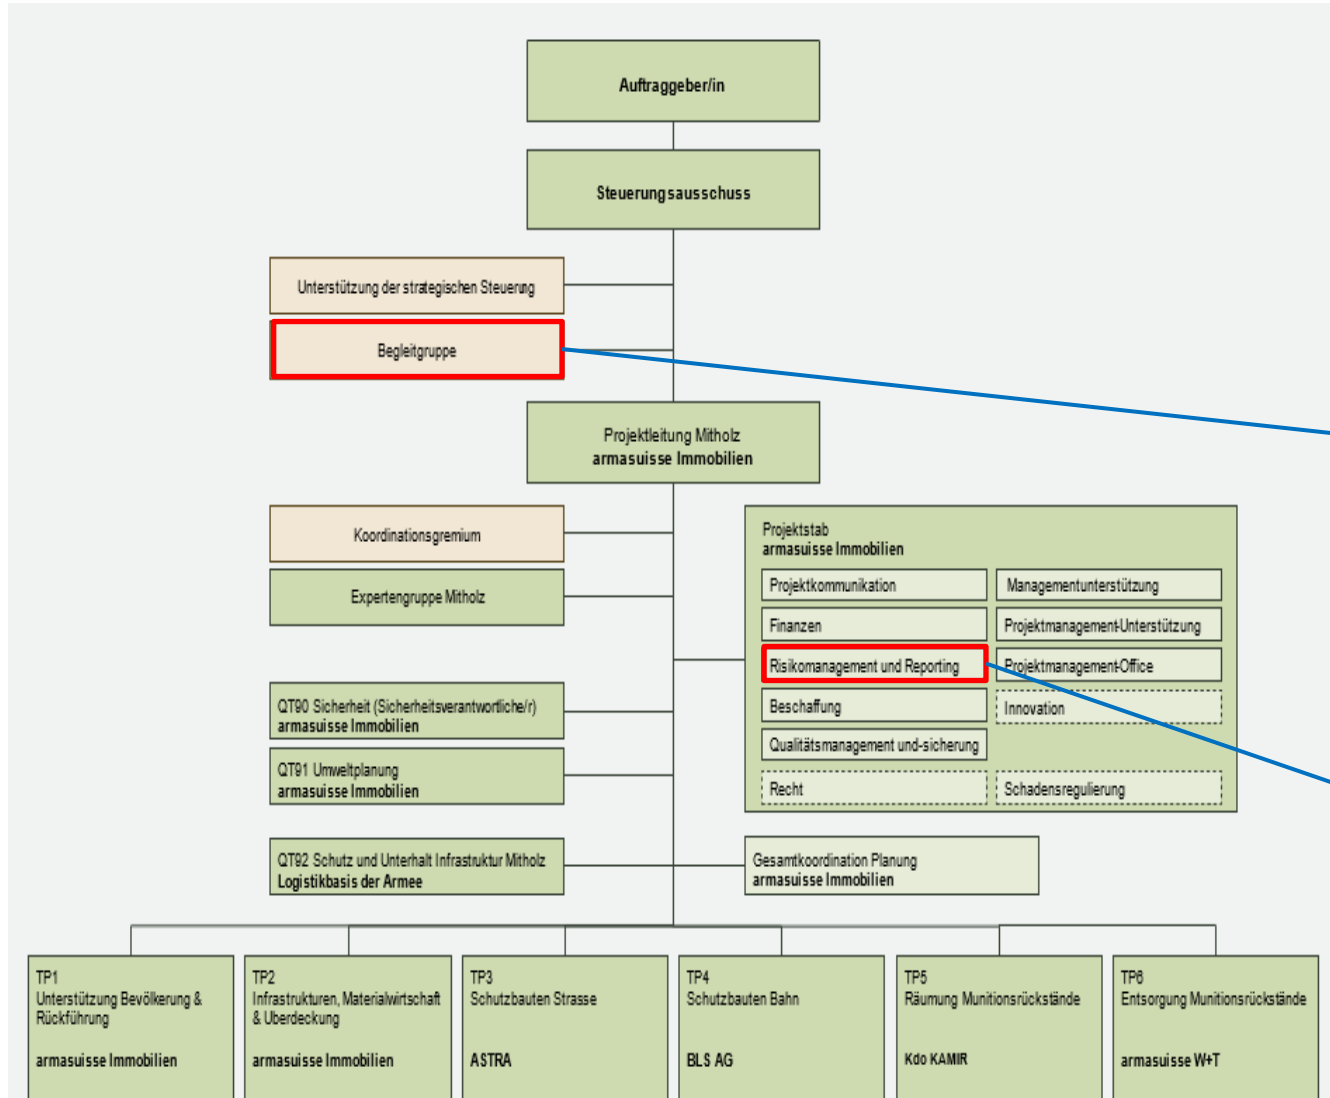 Auftraggeber/in
Steuerungsausschuss
Unterstützung der strategischen Steuerung
Begleitgruppe
Projektleitung Mitholz
armasuisse Immobilien
Koordinationsgremium
Expertengruppe Mitholz
Projektstab
armasuisse Immobilien
Projektkommunikation
Managementunterstützung
Finanzen
Projektmanagement-Unterstützung
Risikomanagement und Reporting
Projektmanagement-Office
Beschaffung
Innovation
Qualitätsmanagement und-sicherung
Recht
Schadensregulierung
QT90 Sicherheit (Sicherheitsverantwortliche/r)
armasuisse Immobilien
QT91 Umweltplanung
armasuisse Immobilien
QT92 Schutz und Unterhalt Infrastruktur Mitholz
Logistikbasis der Armee
Gesamtkoordination Planung
armasuisse Immobilien
TP1
Unterstützung Bevölkerung &
Rückführung
armasuisse Immobilien
TP2
Infrastrukturen, Materialwirtschaft
& Uberdeckung
armasuisse Immobilien
TP3
Schutzbauten Strasse
ASTRA
TP4
Schutzbauten Bahn
BLS AG
TP5
Räumung Munitionsrückstände
Kdo KAMIR
TP6
Entsorgung Munitionsrückstände
armasuisse W+T